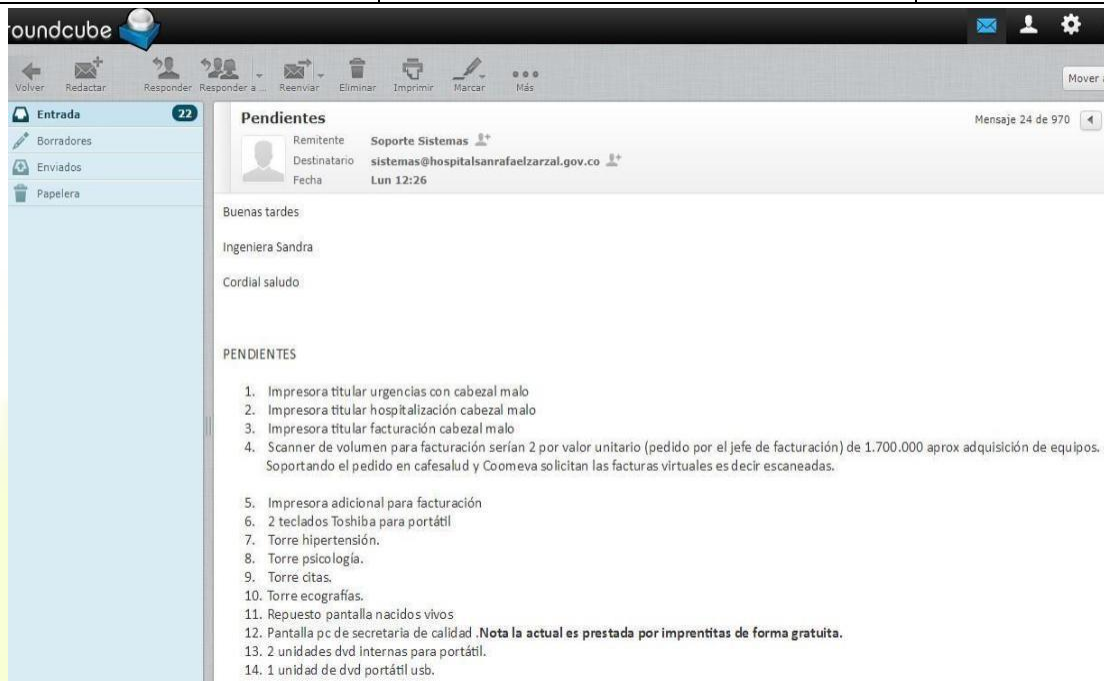 roundcube
Volver Redactar Responder Responder a ... Reenviar Eliminar Imprimir Marcar Más
Mover a
Entrada 22
Borradores
Enviados
Papelera
Pendientes
Mensaje 24 de 970
Remitente Soporte Sistemas
Destinatario sistemas@hospitalsanrafaelzarzal.gov.co
Fecha Lun 12:26
Buenas tardes
Ingeniera Sandra
Cordial saludo
PENDIENTES
1. Impresora titular urgencias con cabezal malo
2. Impresora titular hospitalización cabezal malo
3. Impresora titular facturación cabezal malo
4. Scanner de volumen para facturación serían 2 por valor unitario (pedido por el jefe de facturación) de 1.700.000 aprox adquisición de equipos.
Soportando el pedido en cafesalud y Coomeva solicitan las facturas virtuales es decir escaneadas.
5. Impresora adicional para facturación
6. 2 teclados Toshiba para portátil
7. Torre hipertensión.
8. Torre psicología.
9. Torre citas.
10. Torre ecografías.
11. Repuesto pantalla nacidos vivos
12. Pantalla pc de secretaria de calidad .Nota la actual es prestada por imprentitas de forma gratuita.
13. 2 unidades dvd internas para portátil.
14. 1 unidad de dvd portátil usb.